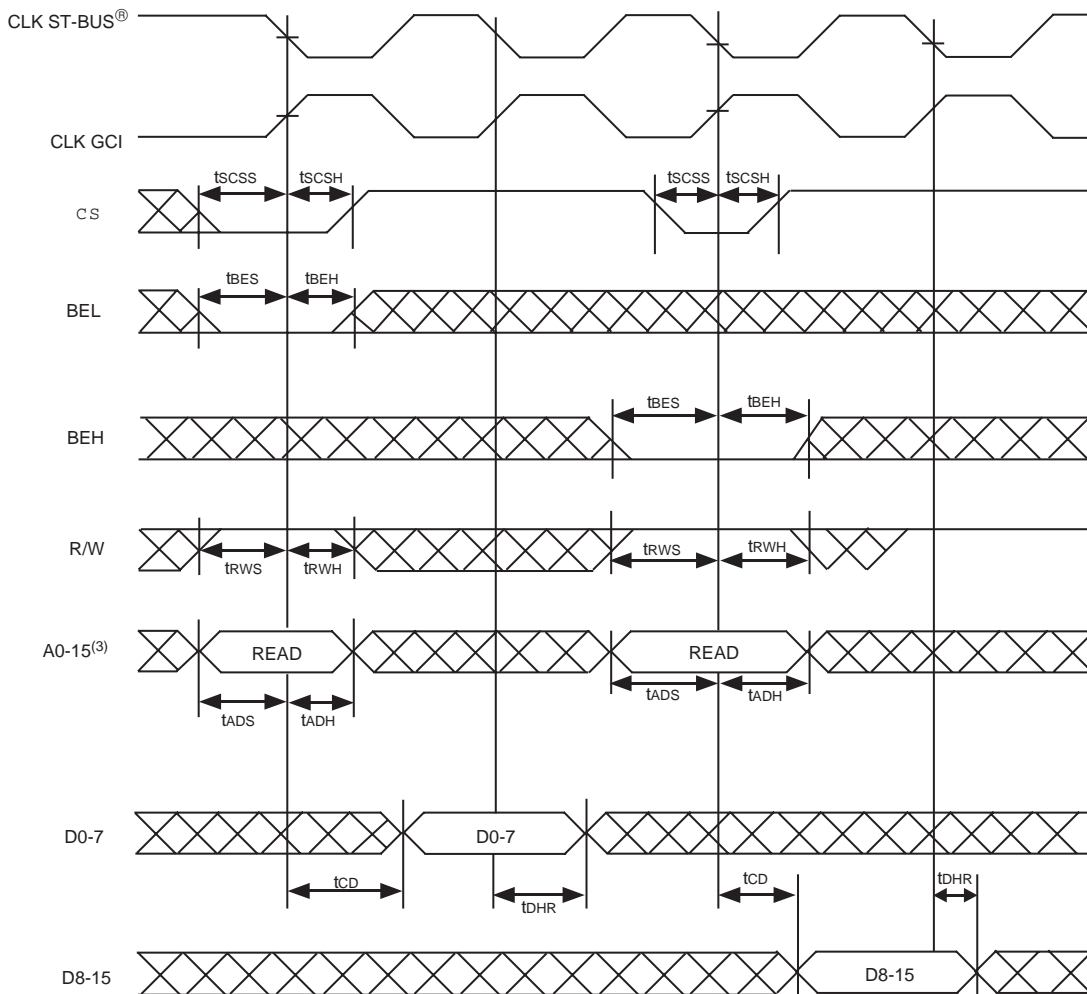 CLK ST-BUS®
CLK GCI
tSCSS tSCSH tSCSS tSCSH
CS
tBES tBEH
BEL
tBES tBEH
BEH
R/W
tRWS tRWH tRWS tRWH
A0-15(3) READ READ
tADS tADH tADS tADH
D0-7 D0-7
tCD tDHR tCD tDHR
D8-15 D8-15